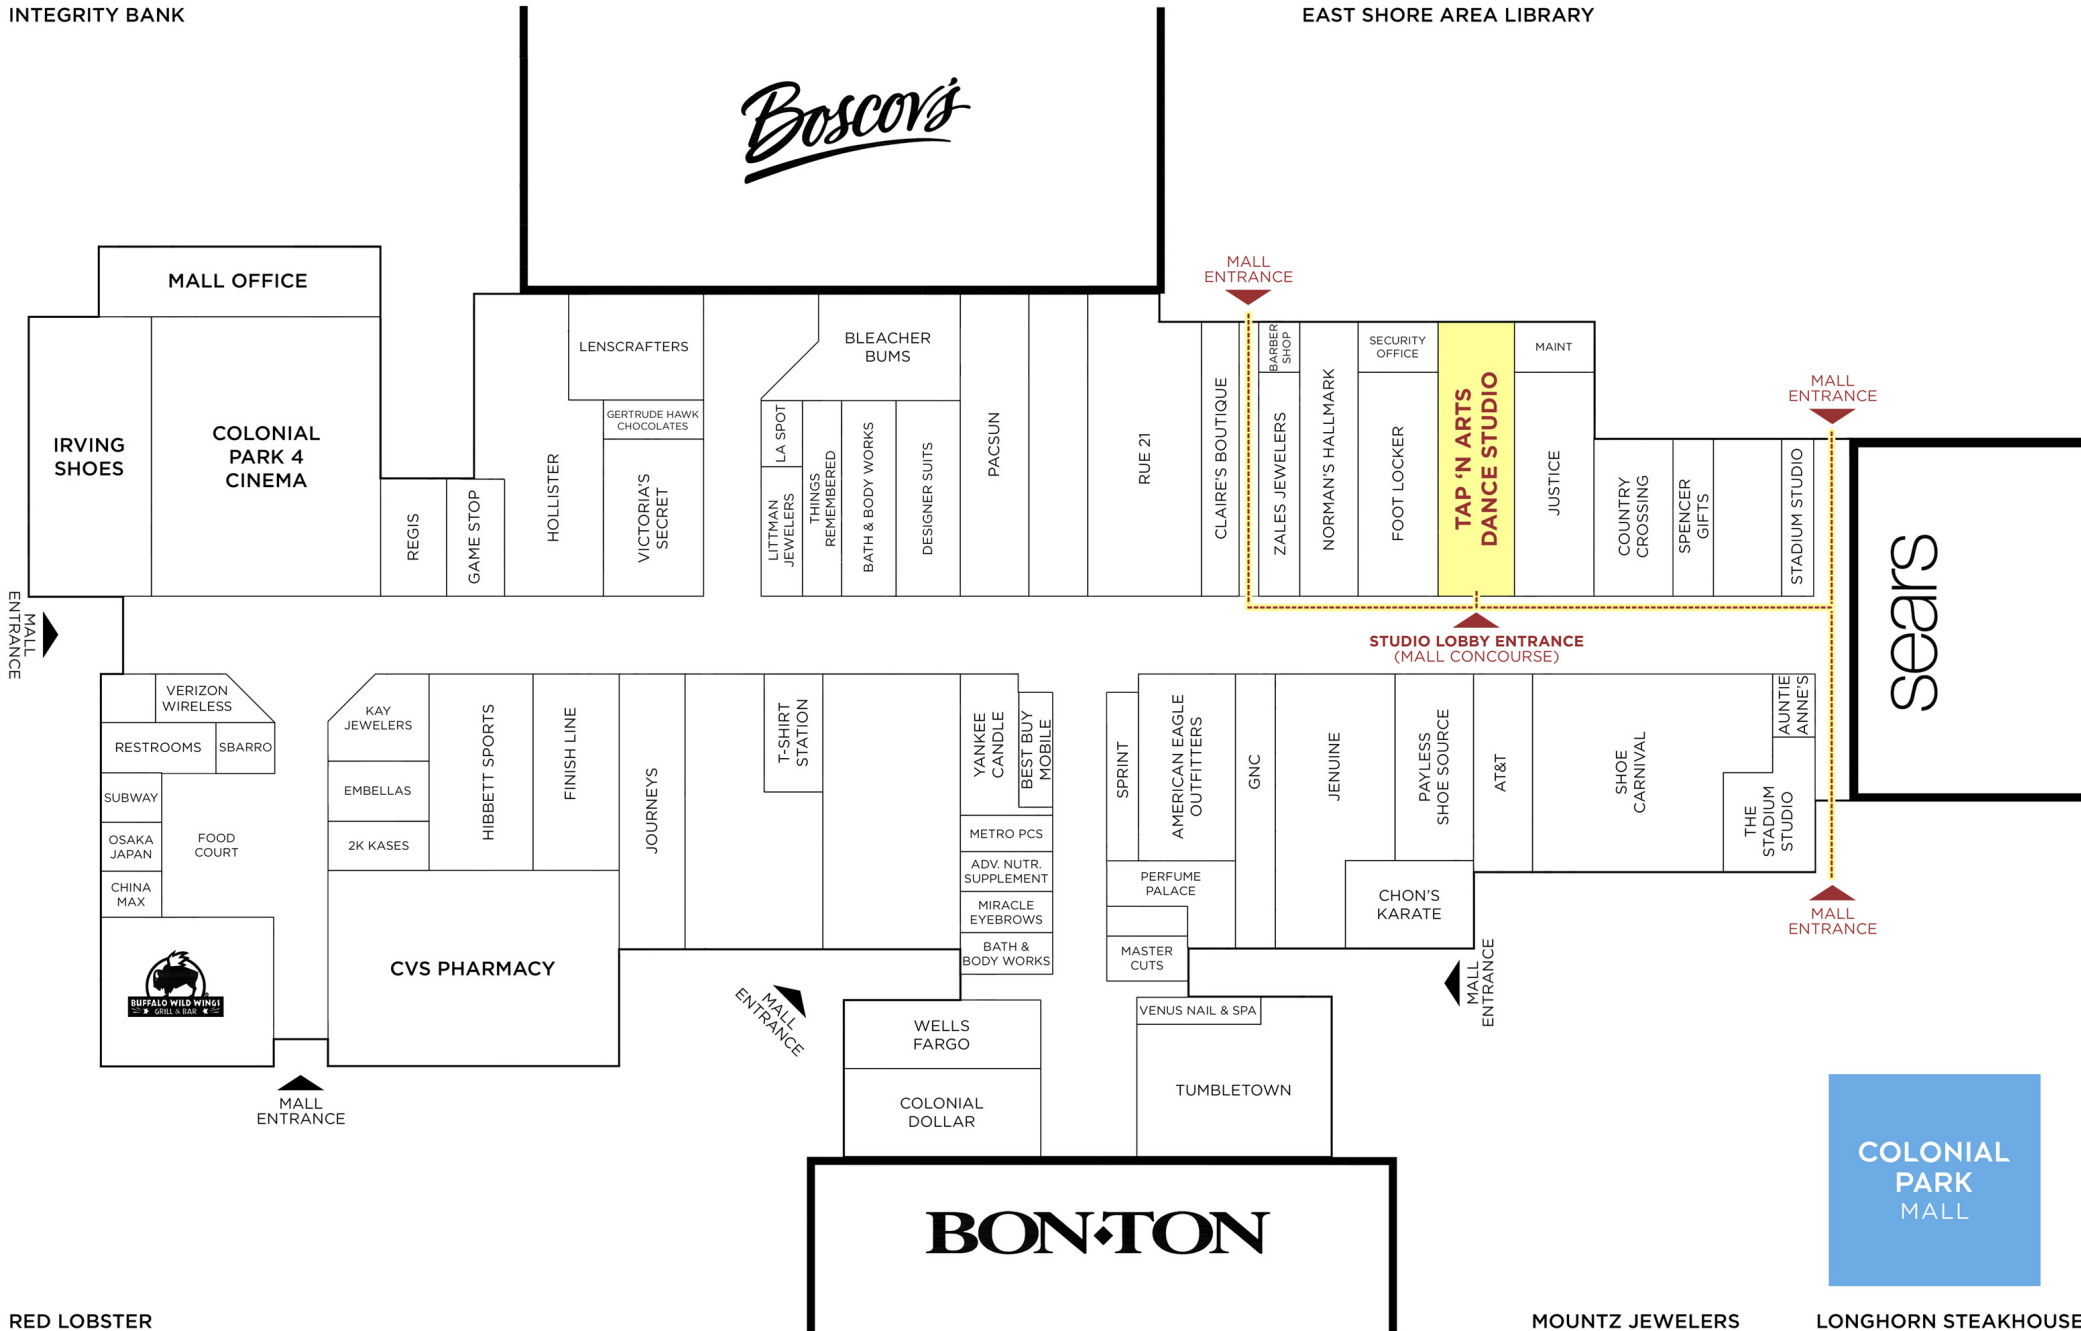 INTEGRITY BANK
EAST SHORE AREA LIBRARY
Boscov's
MALL OFFICE
IRVING
SHOES
COLONIAL
PARK 4
CINEMA
REGIS
GAME STOP
HOLLISTER
LENSCRAFTERS
GERTRUDE HAWK
CHOCOLATES
VICTORIA'S
SECRET
BLEACHER
BUMS
LA SPOT
LITTMAN
JEWELERS
THINGS
REMEMBERED
BATH & BODY WORKS
DESIGNER SUITS
PACSUN
RUE 21
CLAIRE'S BOUTIQUE
MALL
ENTRANCE
BARBER
SHOP
ZALES JEWELERS
NORMAN'S HALLMARK
SECURITY
OFFICE
FOOT LOCKER
TAP 'N ARTS
DANCE STUDIO
MAINT
JUSTICE
COUNTRY
CROSSING
SPENCER
GIFTS
STADIUM STUDIO
MALL
ENTRANCE
sears
MALL
ENTRANCE
STUDIO LOBBY ENTRANCE
(MALL CONCOURSE)
VERIZON
WIRELESS
RESTROOMS
SBARRO
SUBWAY
OSAKA
JAPAN
CHINA
MAX
FOOD
COURT
BUFFALO WILD WINGS
GRILL & BAR
KAY
JEWELERS
EMBELLAS
2K KASES
HIBBETT SPORTS
FINISH LINE
CVS PHARMACY
JOURNEYS
T-SHIRT
STATION
YANKEE
CANDLE
BEST BUY
MOBILE
METRO PCS
ADV. NUTR.
SUPPLEMENT
MIRACLE
EYEBROWS
BATH &
BODY WORKS
SPRINT
AMERICAN EAGLE
OUTFITTERS
PERFUME
PALACE
MASTER
CUTS
GNC
JENUINE
PAYLESS
SHOE SOURCE
CHON'S
KARATE
AT&T
SHOE
CARNIVAL
AUNTIE
ANNE'S
THE
STADIUM
STUDIO
MALL
ENTRANCE
MALL
ENTRANCE
MALL
ENTRANCE
MALL
ENTRANCE
WELLS
FARGO
COLONIAL
DOLLAR
VENUS NAIL & SPA
TUMBLETOWN
BON•TON
COLONIAL
PARK
MALL
RED LOBSTER
MOUNTZ JEWELERS
LONGHORN STEAKHOUSE